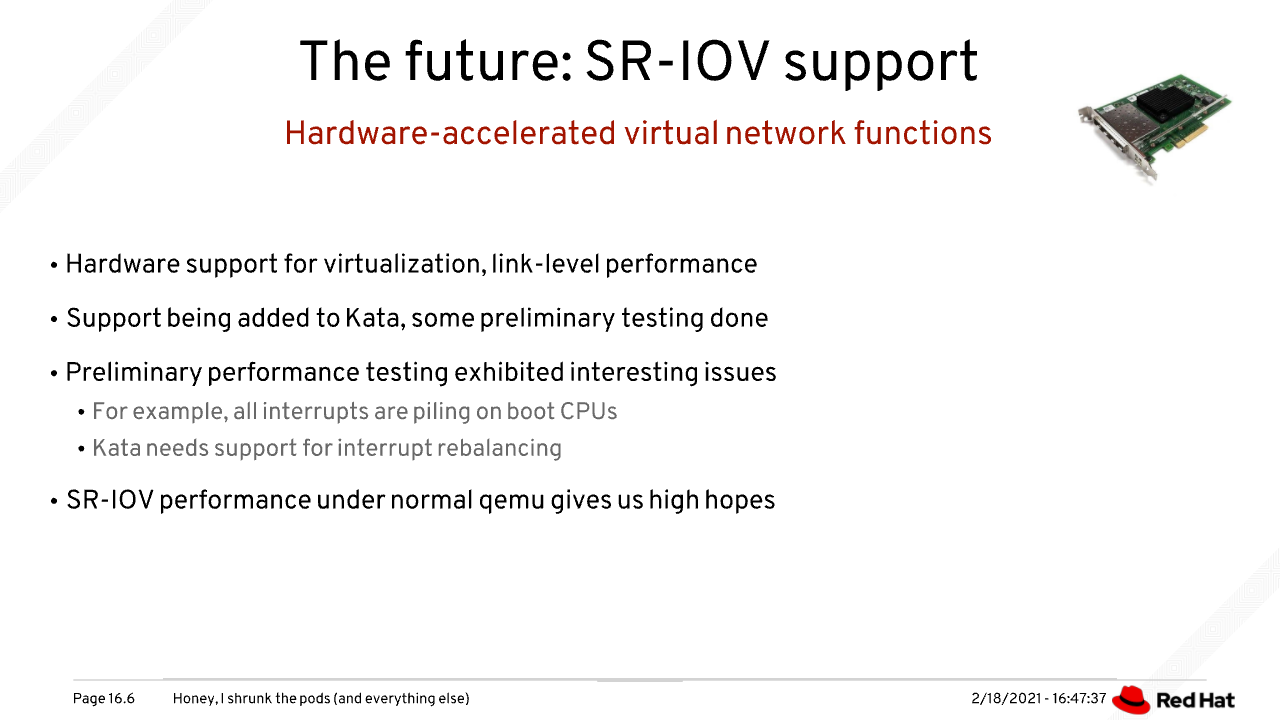 The future: SR-IOV support
Hardware-accelerated virtual network functions
• Hardware support for virtualization, link-level performance
• Support being added to Kata, some preliminary testing done
• Preliminary performance testing exhibited interesting issues
• For example, all interrupts are piling on boot CPUs
• Kata needs support for interrupt rebalancing
• SR-IOV performance under normal qemu gives us high hopes
Page 16.6 Honey, I shrunk the pods (and everything else) 2/18/2021 - 16:47:37 Red Hat